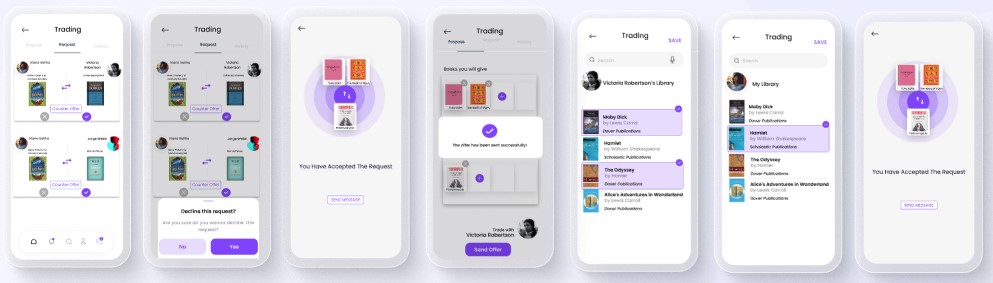 Trading
Propose Request
Victoria
Robertson
Counter Offer
Counter Offer
Trading
Request
Victoria
Robertson
Counter Offer
Counter Offer
Decline this request?
Are you sure do you wanna decline this
request?
No Yes
You Have Accepted The Request
SEND MESSAGE
Trading
Propose
Books you will give
The offer has been sent successfully!
Trade with
Victoria Robertson
Send Offer
Trading
SAVE
Search
Victoria Robertson's Library
Moby Dick
by Lewis Carrol
Dover Publications
Hamlet
by William Shakespeare
Scholastic Publications
The Odyssey
by Homer
Dover Publications
Alice's Adventures in Wonderland
by Lewis Carroll
Dover Publications
Trading
SAVE
Search
My Library
Moby Dick
by Lewis Carrol
Dover Publications
Hamlet
by William Shakespeare
Scholastic Publications
The Odyssey
by Homer
Dover Publications
Alice's Adventures in Wonderland
by Lewis Carroll
Dover Publications
You Have Accepted The Request
SEND MESSAGE